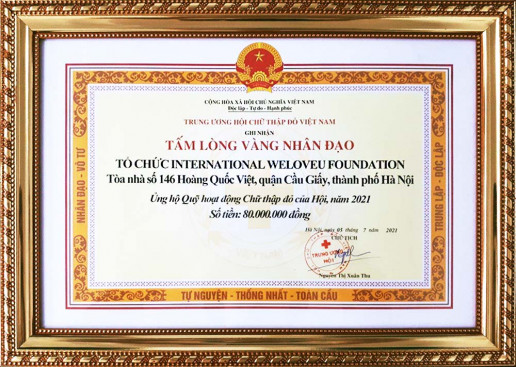 CỘNG HÒA XÃ HỘI CHỦ NGHĨA VIỆT NAM
Độc lập - Tự do - Hạnh phúc
TRUNG ƯƠNG HỘI CHỮ THẬP ĐỎ VIỆT NAM
GHI NHẬN
TẤM LÒNG VÀNG NHÂN ĐẠO
TỔ CHỨC INTERNATIONAL WELOVEU FOUNDATION
Tòa nhà số 146 Hoàng Quốc Việt, quận Cầu Giấy, thành phố Hà Nội
Ủng hộ Quỹ hoạt động Chữ thập đỏ của Hội, năm 2021
Số tiền: 80.000.000 đồng
Hà Nội, ngày 05 tháng 7 năm 2021
CHỦ TỊCH
TRUNG ƯƠNG
HỘI
Nguyễn Thị Xuân Thu
NHÂN ĐẠO - VÔ TƯ
TRUNG LẬP - ĐỘC LẬP
TỰ NGUYỆN - THỐNG NHẤT - TOÀN CẦU